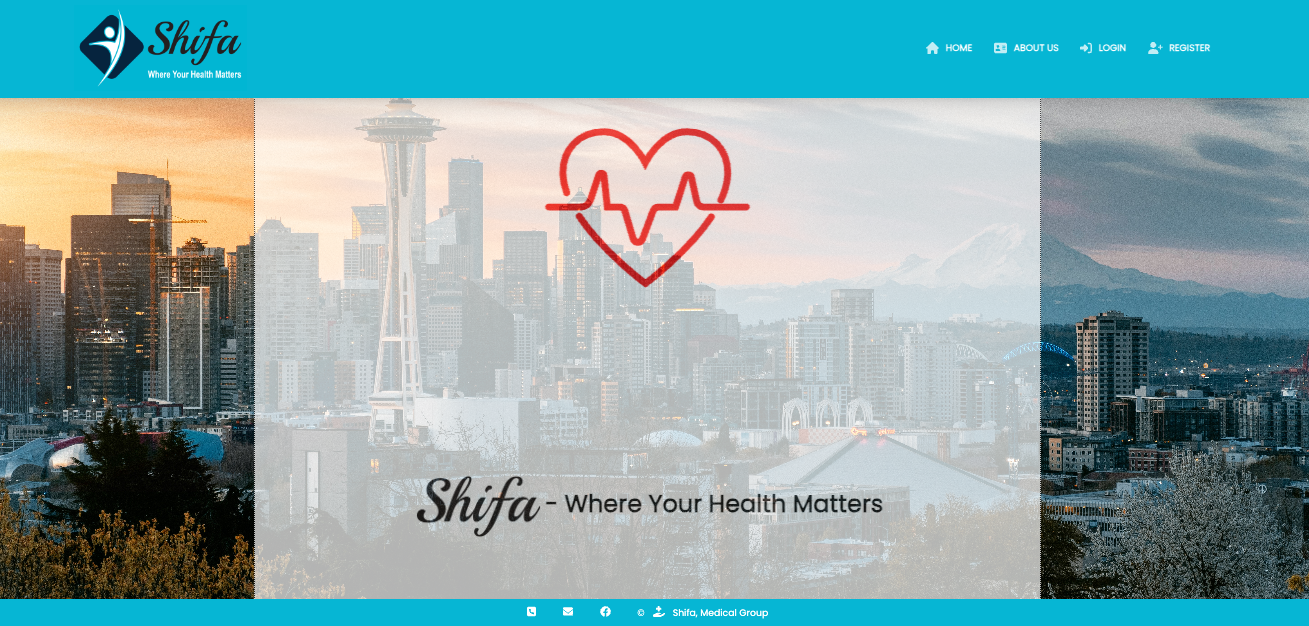 Shifa
Where Your Health Matters
HOME ABOUT US LOGIN REGISTER
Shifa - Where Your Health Matters
© Shifa, Medical Group